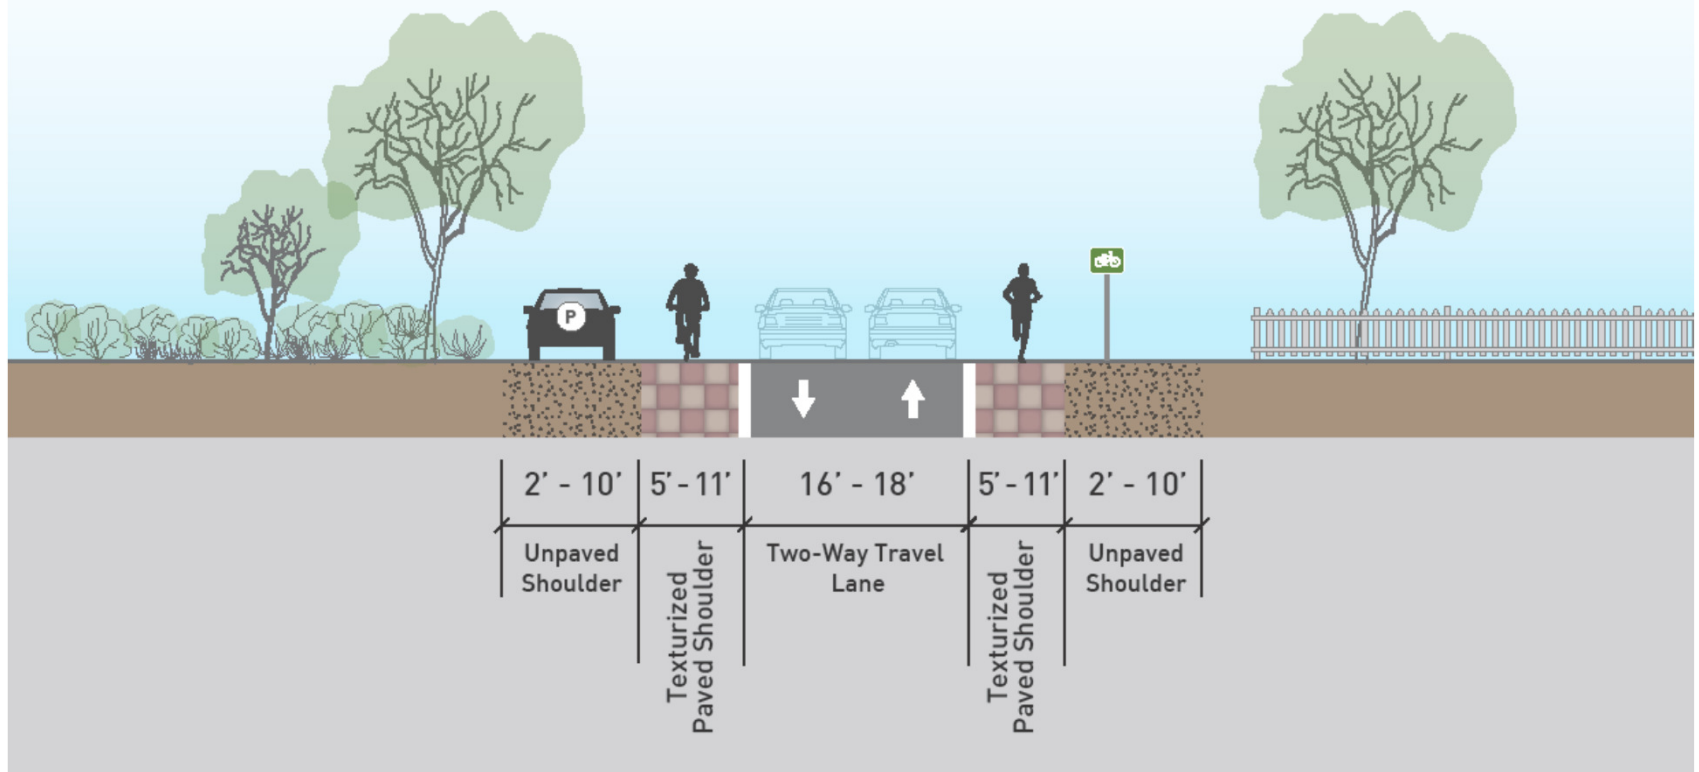 P
2' - 10'
5' - 11'
16' - 18'
5' - 11'
2' - 10'
Unpaved
Shoulder
Texturized
Paved Shoulder
Two-Way Travel
Lane
Texturized
Paved Shoulder
Unpaved
Shoulder